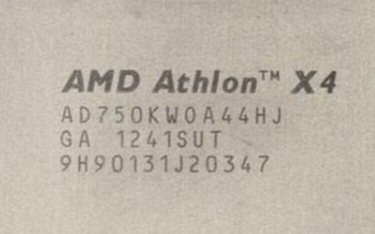 AMD Athlon™ X4
AD750KWOA44HJ
GA 1241SUT
9H90131J20347